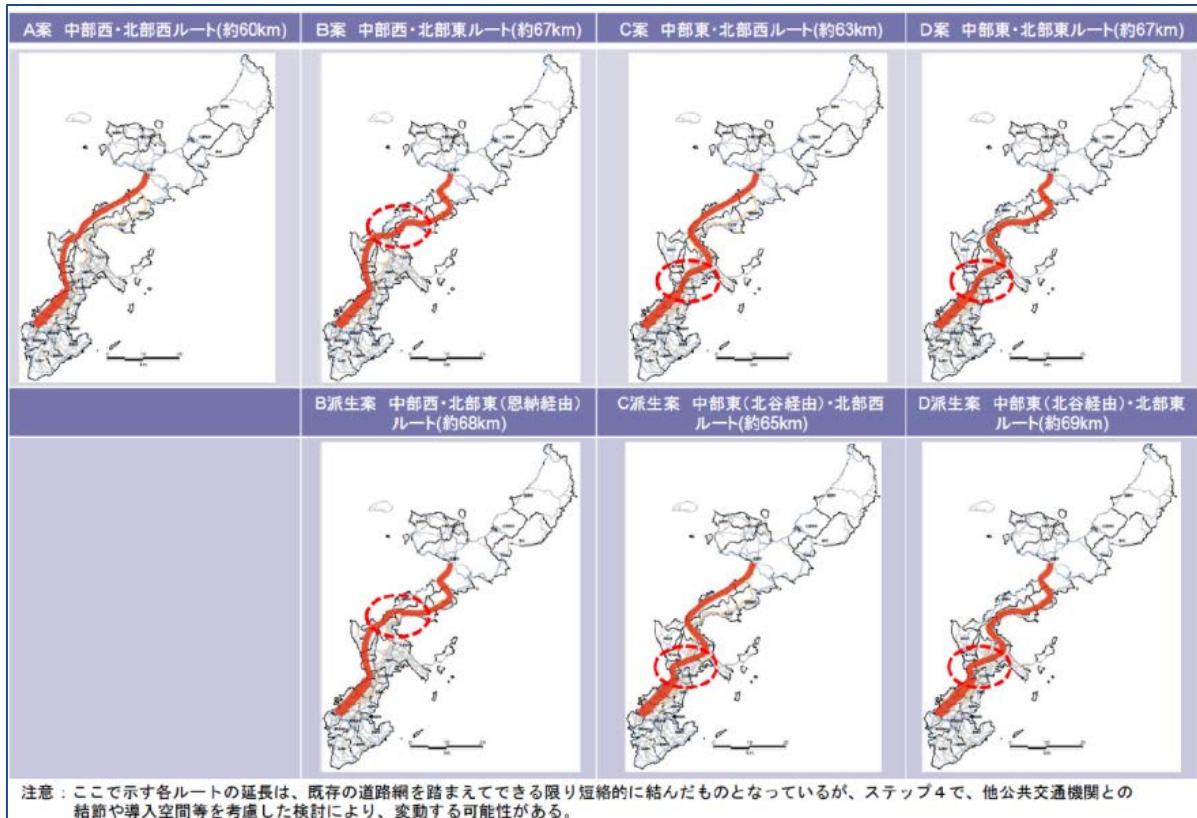 A案 中部西・北部西ルート(約60km)
B案 中部西・北部東ルート(約67km)
C案 中部東・北部西ルート(約63km)
D案 中部東・北部東ルート(約67km)
B派生案 中部西・北部東(恩納経由)
ルート(約68km)
C派生案 中部東(北谷経由)・北部西
ルート(約65km)
D派生案 中部東(北谷経由)・北部東
ルート(約69km)
注意：ここで示す各ルートの延長は、既存の道路網を踏まえてできる限り短絡的に結んだものとなっているが、ステップ4で、他公共交通機関との
結節や導入空間等を考慮した検討により、変動する可能性がある。